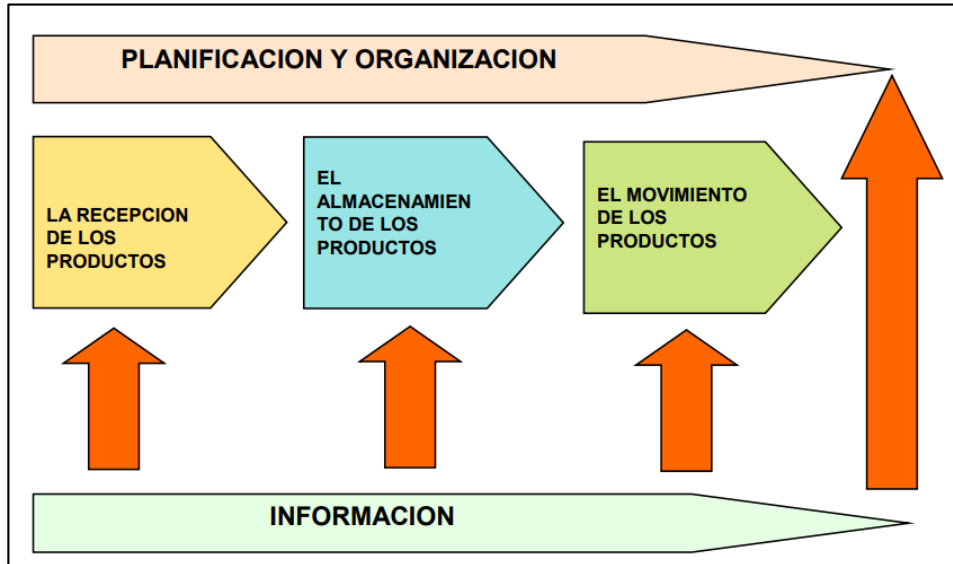 PLANIFICACION Y ORGANIZACION
LA RECEPCION
DE LOS
PRODUCTOS
EL
ALMACENAMIEN
TO DE LOS
PRODUCTOS
EL MOVIMIENTO
DE LOS
PRODUCTOS
INFORMACION